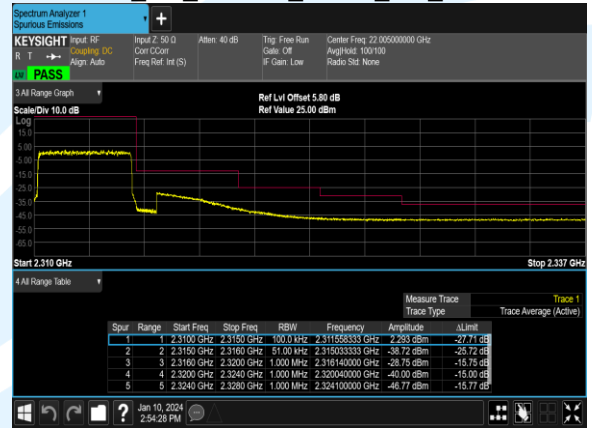 Spectrum Analyzer 1
Spurious Emissions
+
KEYSIGHT Input: RF Input Z: 50 Ω Atten: 40 dB Trig: Free Run Center Freq: 22.005000000 GHz
R T Coupling: DC Corr CCorr Gate: Off Avg|Hold: 100/100
Align: Auto Freq Ref: Int (S) IF Gain: Low Radio Std: None
PASS
3 All Range Graph
Ref Lvl Offset 5.80 dB
Scale/Div 10.0 dB Ref Value 25.00 dBm
Log
15.0
5.00
-5.00
-15.0
-25.0
-35.0
-45.0
-55.0
-65.0
Start 2.310 GHz Stop 2.337 GHz
4 All Range Table
Measure Trace Trace 1
Trace Type Trace Average (Active)
Spur Range Start Freq Stop Freq RBW Frequency Amplitude ΔLimit
1 1 2.3100 GHz 2.3150 GHz 100.0 kHz 2.311558333 GHz 2.293 dBm -27.71 dB
2 2 2.3150 GHz 2.3160 GHz 51.00 kHz 2.315033333 GHz -38.72 dBm -25.72 dB
3 3 2.3160 GHz 2.3200 GHz 1.000 MHz 2.316140000 GHz -28.75 dBm -15.75 dB
4 4 2.3200 GHz 2.3240 GHz 1.000 MHz 2.320040000 GHz -40.00 dBm -15.00 dB
5 5 2.3240 GHz 2.3280 GHz 1.000 MHz 2.324100000 GHz -46.77 dBm -15.77 dB
? Jan 10, 2024
2:54:28 PM